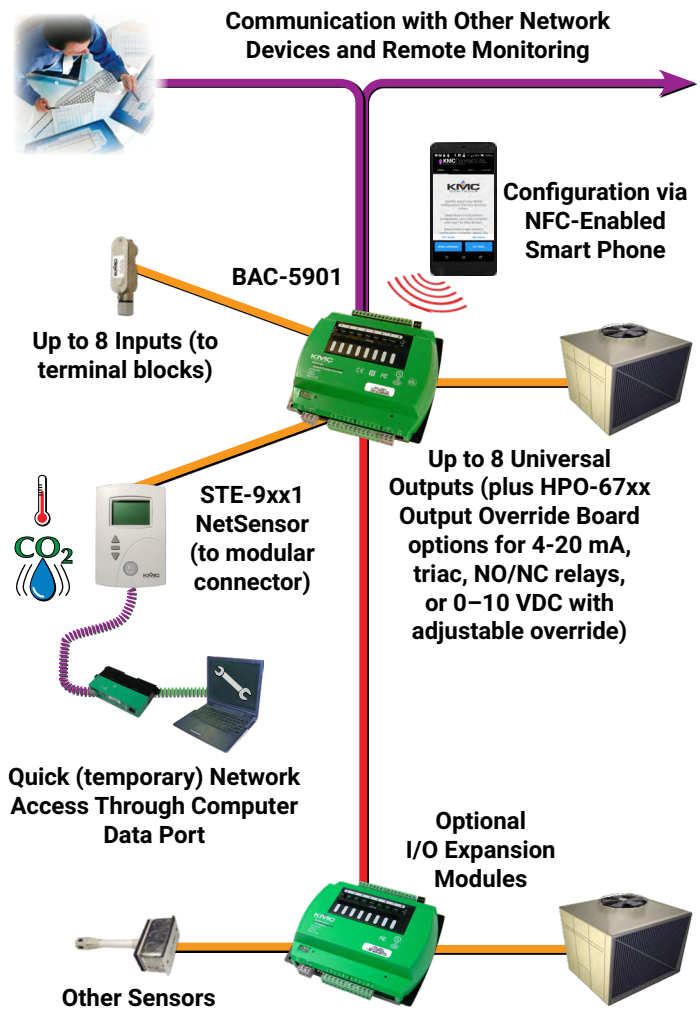 Communication with Other Network
Devices and Remote Monitoring
KMC
Configuration via
NFC-Enabled
Smart Phone
BAC-5901
Up to 8 Inputs (to
terminal blocks)
KMC
STE-9xx1
NetSensor
(to modular
connector)
CO2
KMC
Up to 8 Universal
Outputs (plus HPO-67xx
Output Override Board
options for 4-20 mA,
triac, NO/NC relays,
or 0–10 VDC with
adjustable override)
Quick (temporary) Network
Access Through Computer
Data Port
Optional
I/O Expansion
Modules
KMC
Other Sensors